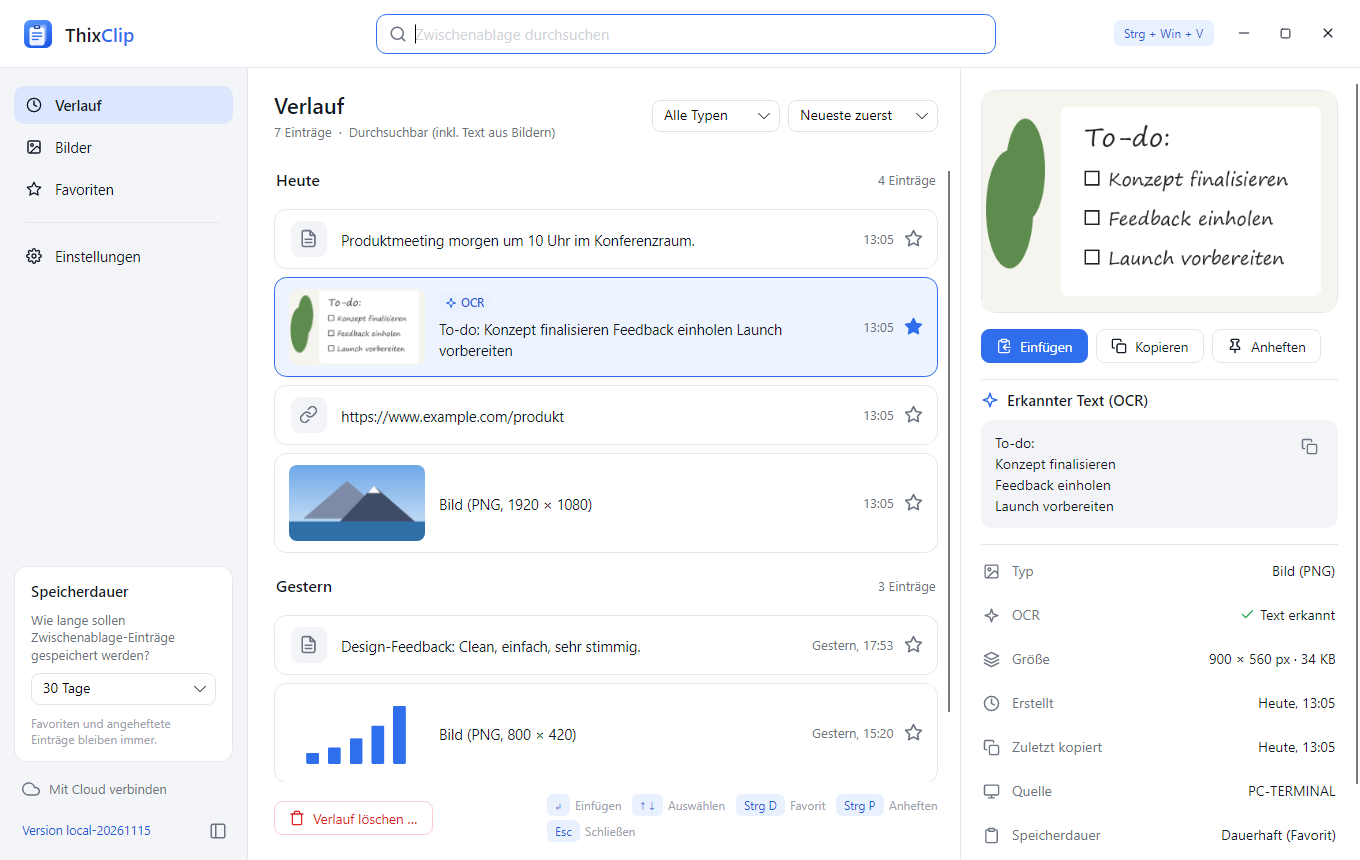 ThixClip
Zwischenablage durchsuchen
Strg + Win + V
Verlauf
Bilder
Favoriten
Einstellungen
Speicherdauer
Wie lange sollen
Zwischenablage-Einträge
gespeichert werden?
30 Tage
Favoriten und angeheftete
Einträge bleiben immer.
Mit Cloud verbinden
Version local-20261115
Verlauf
7 Einträge · Durchsuchbar (inkl. Text aus Bildern)
Alle Typen
Neueste zuerst
Heute
4 Einträge
Produktmeeting morgen um 10 Uhr im Konferenzraum.
13:05
To-do:
Konzept finalisieren
Feedback einholen
Launch vorbereiten
OCR
To-do: Konzept finalisieren Feedback einholen Launch
vorbereiten
13:05
https://www.example.com/produkt
13:05
Bild (PNG, 1920 × 1080)
13:05
Gestern
3 Einträge
Design-Feedback: Clean, einfach, sehr stimmig.
Gestern, 17:53
Bild (PNG, 800 × 420)
Gestern, 15:20
Verlauf löschen ...
↲ Einfügen ↑↓ Auswählen Strg D Favorit Strg P Anheften
Esc Schließen
To-do:
Konzept finalisieren
Feedback einholen
Launch vorbereiten
Einfügen
Kopieren
Anheften
Erkannter Text (OCR)
To-do:
Konzept finalisieren
Feedback einholen
Launch vorbereiten
Typ Bild (PNG)
OCR Text erkannt
Größe 900 × 560 px · 34 KB
Erstellt Heute, 13:05
Zuletzt kopiert Heute, 13:05
Quelle PC-TERMINAL
Speicherdauer Dauerhaft (Favorit)